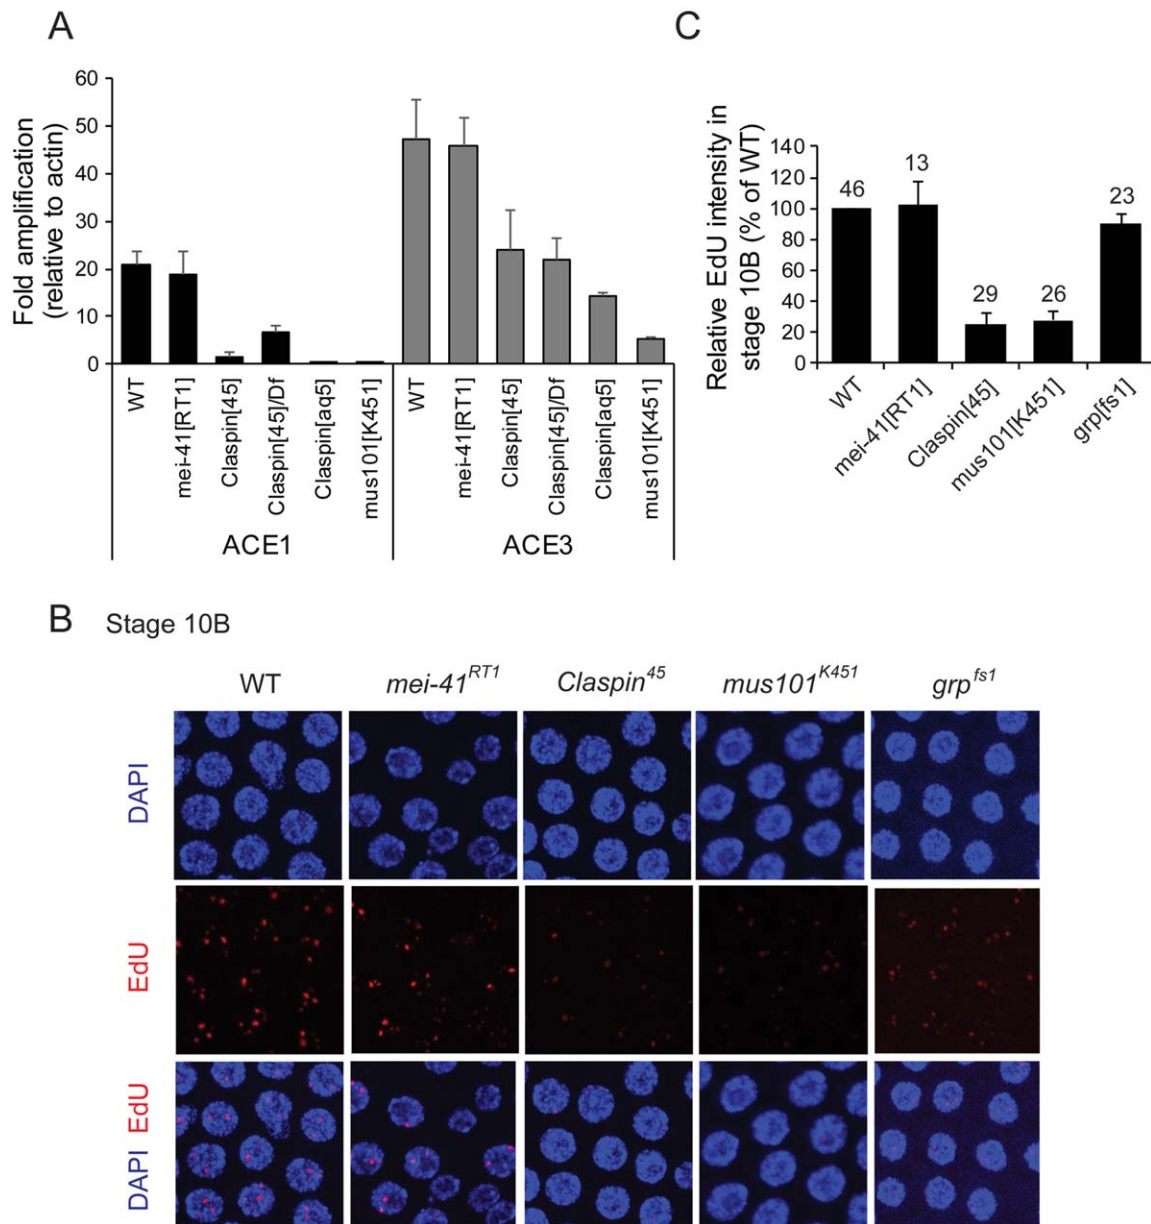 A
Fold amplification
(relative to actin)
60
50
40
30
20
10
0
WT
mei-41[RT1]
Claspin[45]
Claspin[45]/Df
Claspin[aq5]
mus101[K451]
WT
mei-41[RT1]
Claspin[45]
Claspin[45]/Df
Claspin[aq5]
mus101[K451]
ACE1
ACE3
C
Relative EdU intensity in
stage 10B (% of WT)
140
120
100
80
60
40
20
0
46
13
29
26
23
WT
mei-41[RT1]
Claspin[45]
mus101[K451]
grp[fs1]
B
Stage 10B
WT
mei-41RT1
Claspin45
mus101K451
grpfs1
DAPI
EdU
DAPI EdU